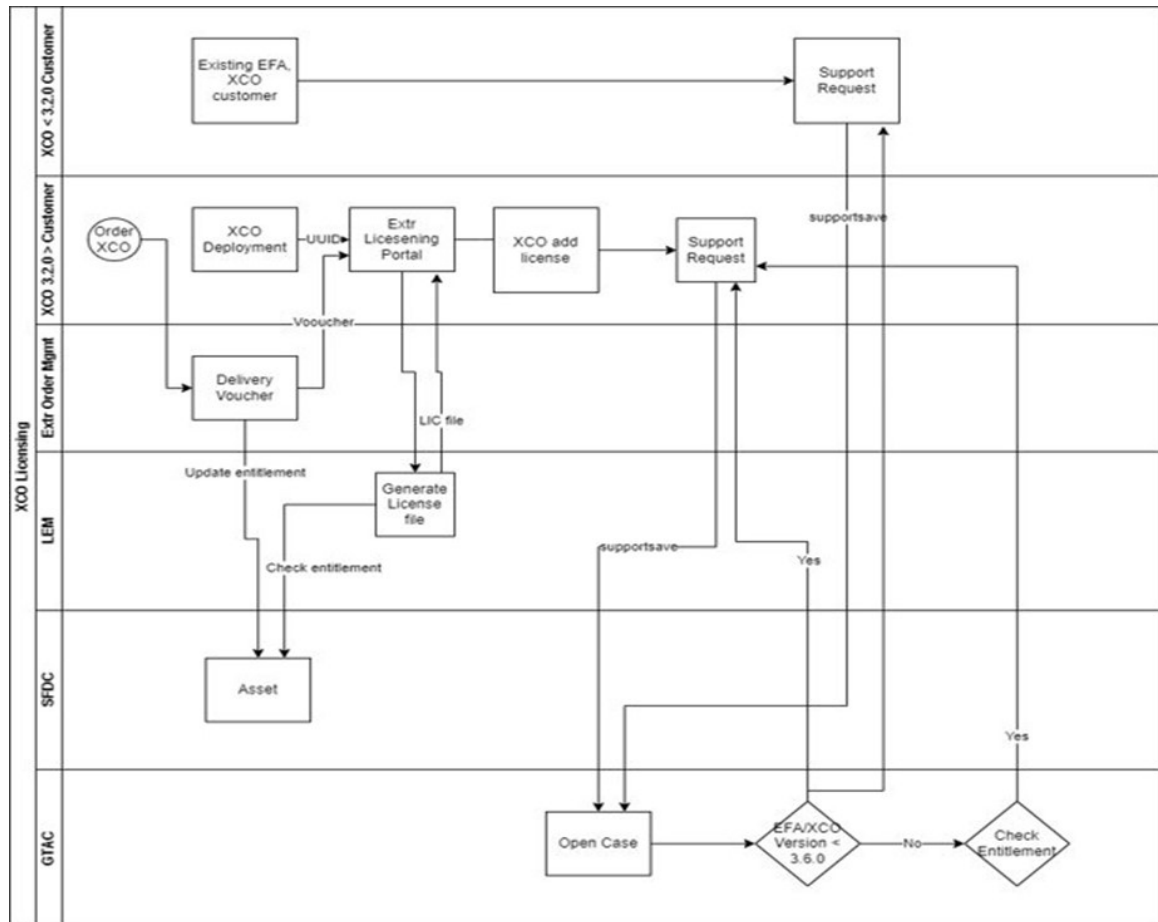 XCO Licensing
XCO < 3.2.0 Customer
Existing EFA,
XCO
customer
Support
Request
XCO 3.2.0 > Customer
Order
XCO
XCO
Deployment
UUID
Extr
Licesening
Portal
XCO add
license
Support
Request
supportsave
Vooucher
Extr Order Mgmt
Delivery
Voucher
LIC file
Update entitlement
LEM
Generate
License
file
supportsave
Check entitlement
Yes
SFDC
Asset
Yes
GTAC
Open Case
EFA/XCO
Version <
3.6.0
No
Check
Entitlement